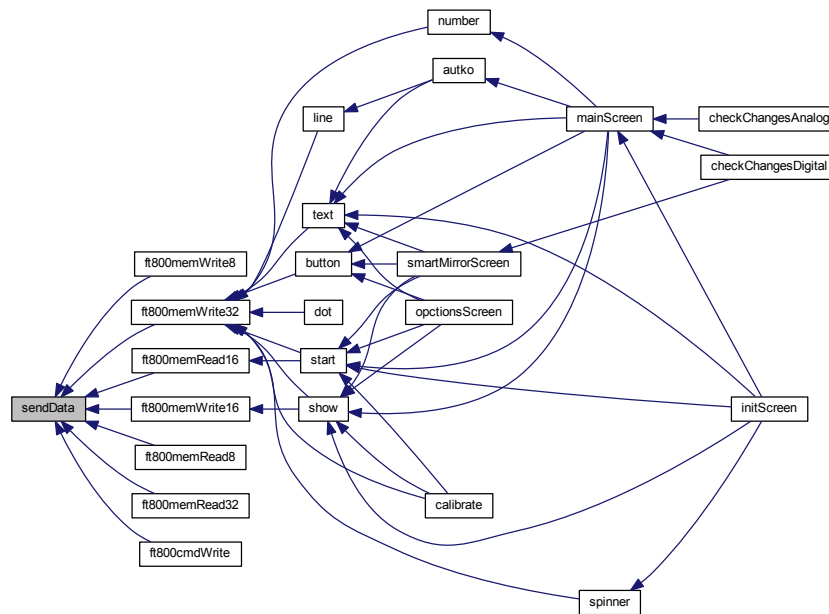 number
autko
line
mainScreen
checkChangesAnalog
checkChangesDigital
text
ft800memWrite8
button
smartMirrorScreen
ft800memWrite32
dot
opctionsScreen
ft800memRead16
start
sendData
ft800memWrite16
show
initScreen
ft800memRead8
ft800memRead32
calibrate
ft800cmdWrite
spinner